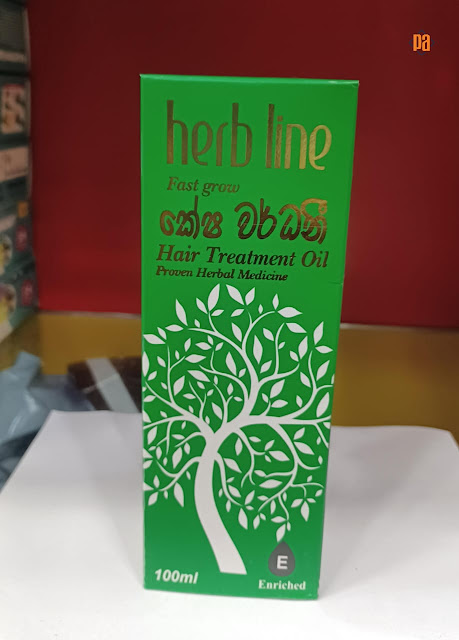 pa
herb line
Fast grow
කේෂ වර්ධනී
Hair Treatment Oil
Proven Herbal Medicine
100ml
E
Enriched